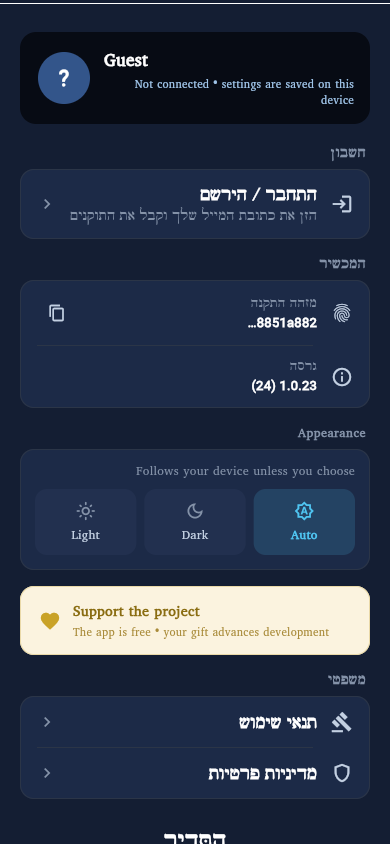 ?
Guest
Not connected • settings are saved on this
device
חשבון
התחבר / הירשם
הזן את כתובת המייל שלך וקבל את התוקנים
המכשיר
מזהה התקנה
8851a882…
גרסה
1.0.23 (24)
Appearance
Follows your device unless you choose
Light
Dark
A
Auto
Support the project
The app is free • your gift advances development
משפטי
תנאי שימוש
מדיניות פרטיות